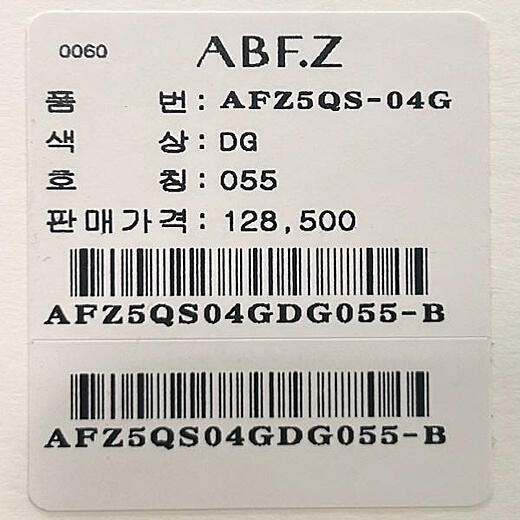 0060 ABF.Z
품 번 : AFZ5QS-04G
색 상 : DG
호 칭 : 055
판매가격 : 128,500
AFZ5QS04GDG055-B
AFZ5QS04GDG055-B